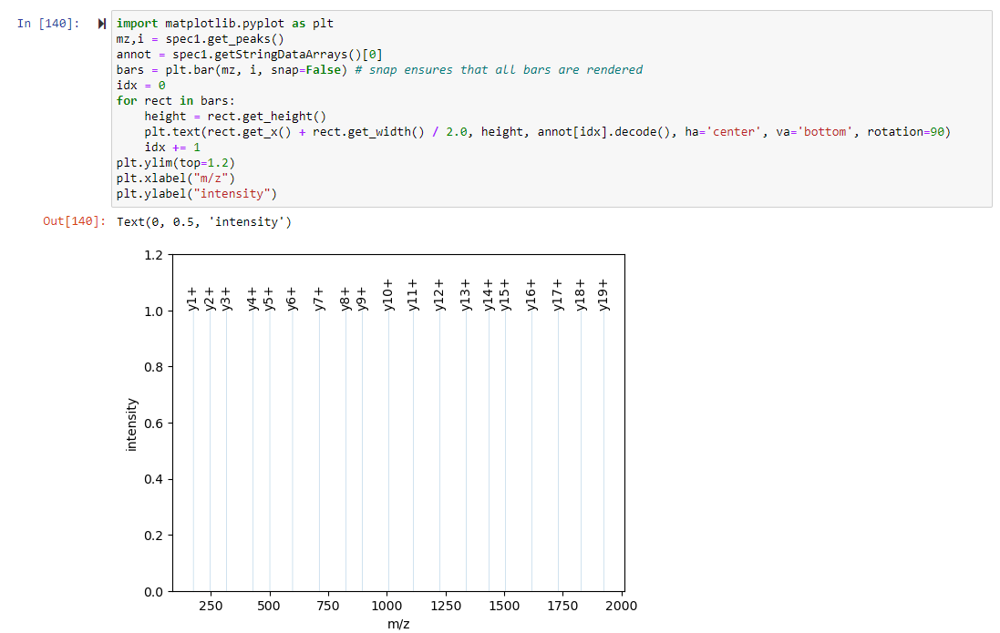 In [140]: import matplotlib.pyplot as plt
mz,i = spec1.get_peaks()
annot = spec1.getStringDataArrays()[0]
bars = plt.bar(mz, i, snap=False) # snap ensures that all bars are rendered
idx = 0
for rect in bars:
    height = rect.get_height()
    plt.text(rect.get_x() + rect.get_width() / 2.0, height, annot[idx].decode(), ha='center', va='bottom', rotation=90)
    idx += 1
plt.ylim(top=1.2)
plt.xlabel("m/z")
plt.ylabel("intensity")
Out[140]: Text(0, 0.5, 'intensity')
1.2
y1+ y2+ y3+ y4+ y5+ y6+ y7+ y8+ y9+ y10+ y11+ y12+ y13+ y14+ y15+ y16+ y17+ y18+ y19+
1.0
0.8
0.6
intensity
0.4
0.2
0.0
250 500 750 1000 1250 1500 1750 2000
m/z